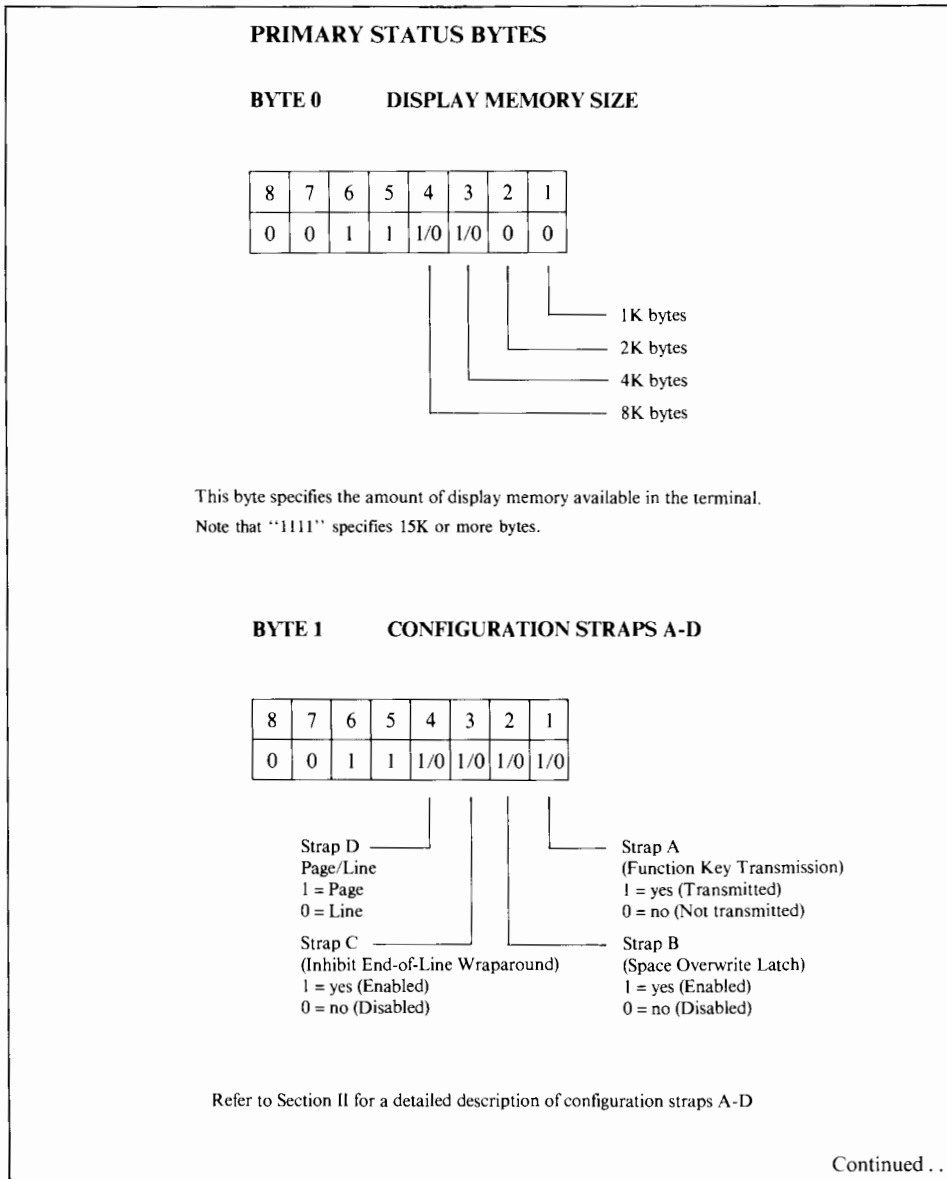 PRIMARY STATUS BYTES
BYTE 0 DISPLAY MEMORY SIZE
8 7 6 5 4 3 2 1
0 0 1 1 1/0 1/0 0 0
1K bytes
2K bytes
4K bytes
8K bytes
This byte specifies the amount of display memory available in the terminal.
Note that "1111" specifies 15K or more bytes.
BYTE 1 CONFIGURATION STRAPS A-D
8 7 6 5 4 3 2 1
0 0 1 1 1/0 1/0 1/0 1/0
Strap D
Page/Line
1 = Page
0 = Line
Strap C
(Inhibit End-of-Line Wraparound)
1 = yes (Enabled)
0 = no (Disabled)
Strap A
(Function Key Transmission)
1 = yes (Transmitted)
0 = no (Not transmitted)
Strap B
(Space Overwrite Latch)
1 = yes (Enabled)
0 = no (Disabled)
Refer to Section II for a detailed description of configuration straps A-D
Continued . .